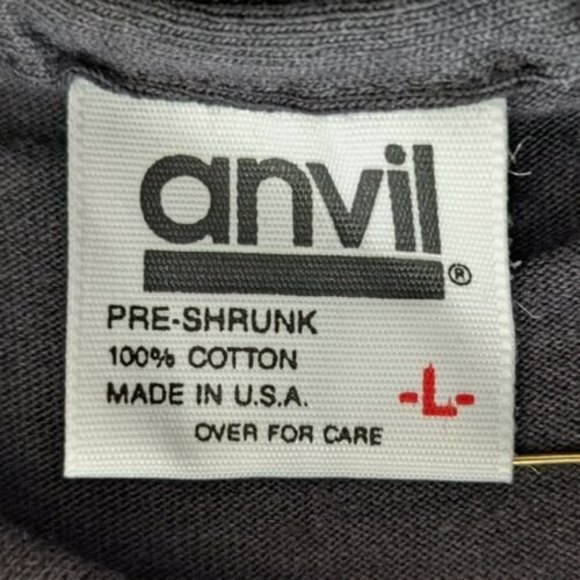 anvil®
PRE-SHRUNK
100% COTTON
MADE IN U.S.A.
-L-
OVER FOR CARE